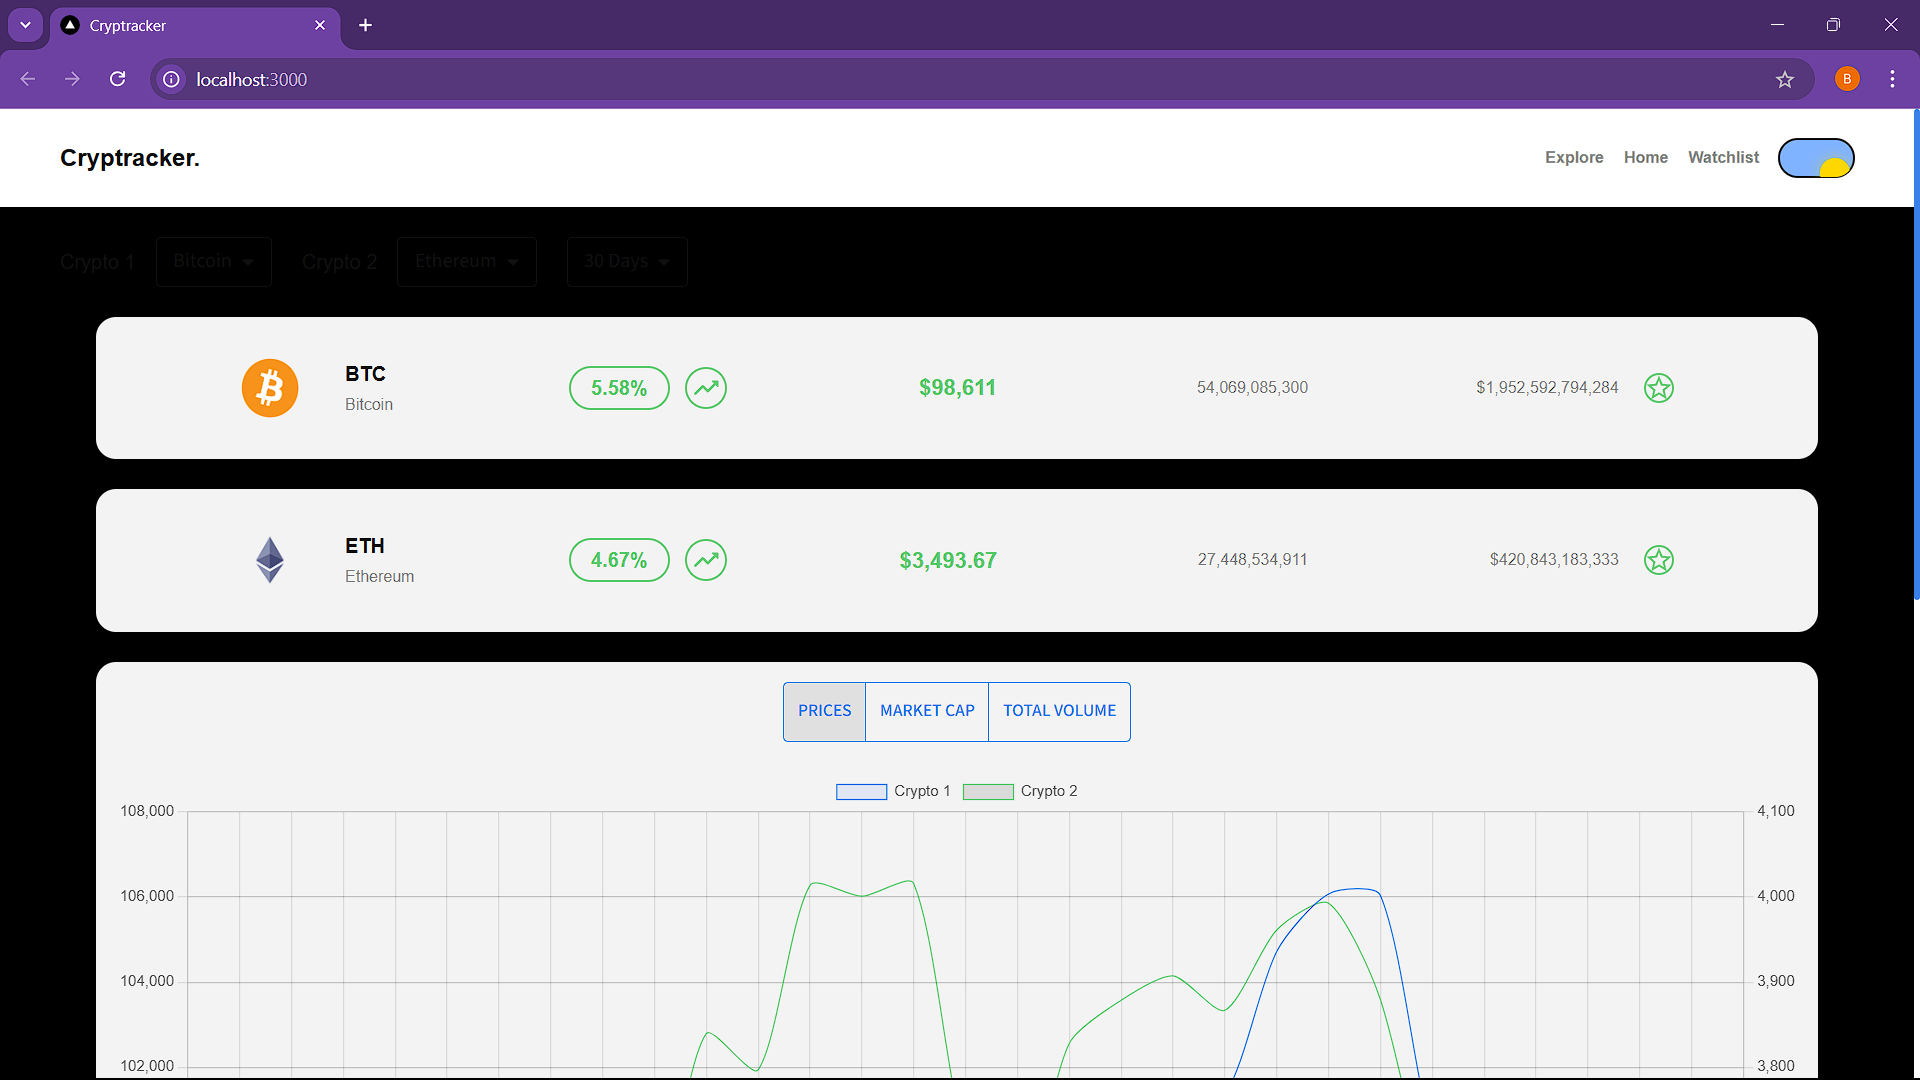 Cryptracker
localhost:3000
B
Cryptracker.
Explore Home Watchlist
Crypto 1 Bitcoin Crypto 2 Ethereum 30 Days
BTC
Bitcoin
5.58% $98,611 54,069,085,300 $1,952,592,794,284
ETH
Ethereum
4.67% $3,493.67 27,448,534,911 $420,843,183,333
PRICES MARKET CAP TOTAL VOLUME
Crypto 1 Crypto 2
108,000 4,100
106,000 4,000
104,000 3,900
102,000 3,800